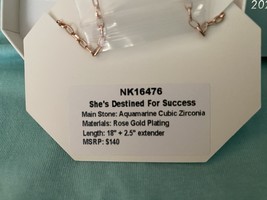 202
NK16476
She's Destined For Success
Main Stone: Aquamarine Cubic Zirconia
Materials: Rose Gold Plating
Length: 18" + 2.5" extender
MSRP: $140